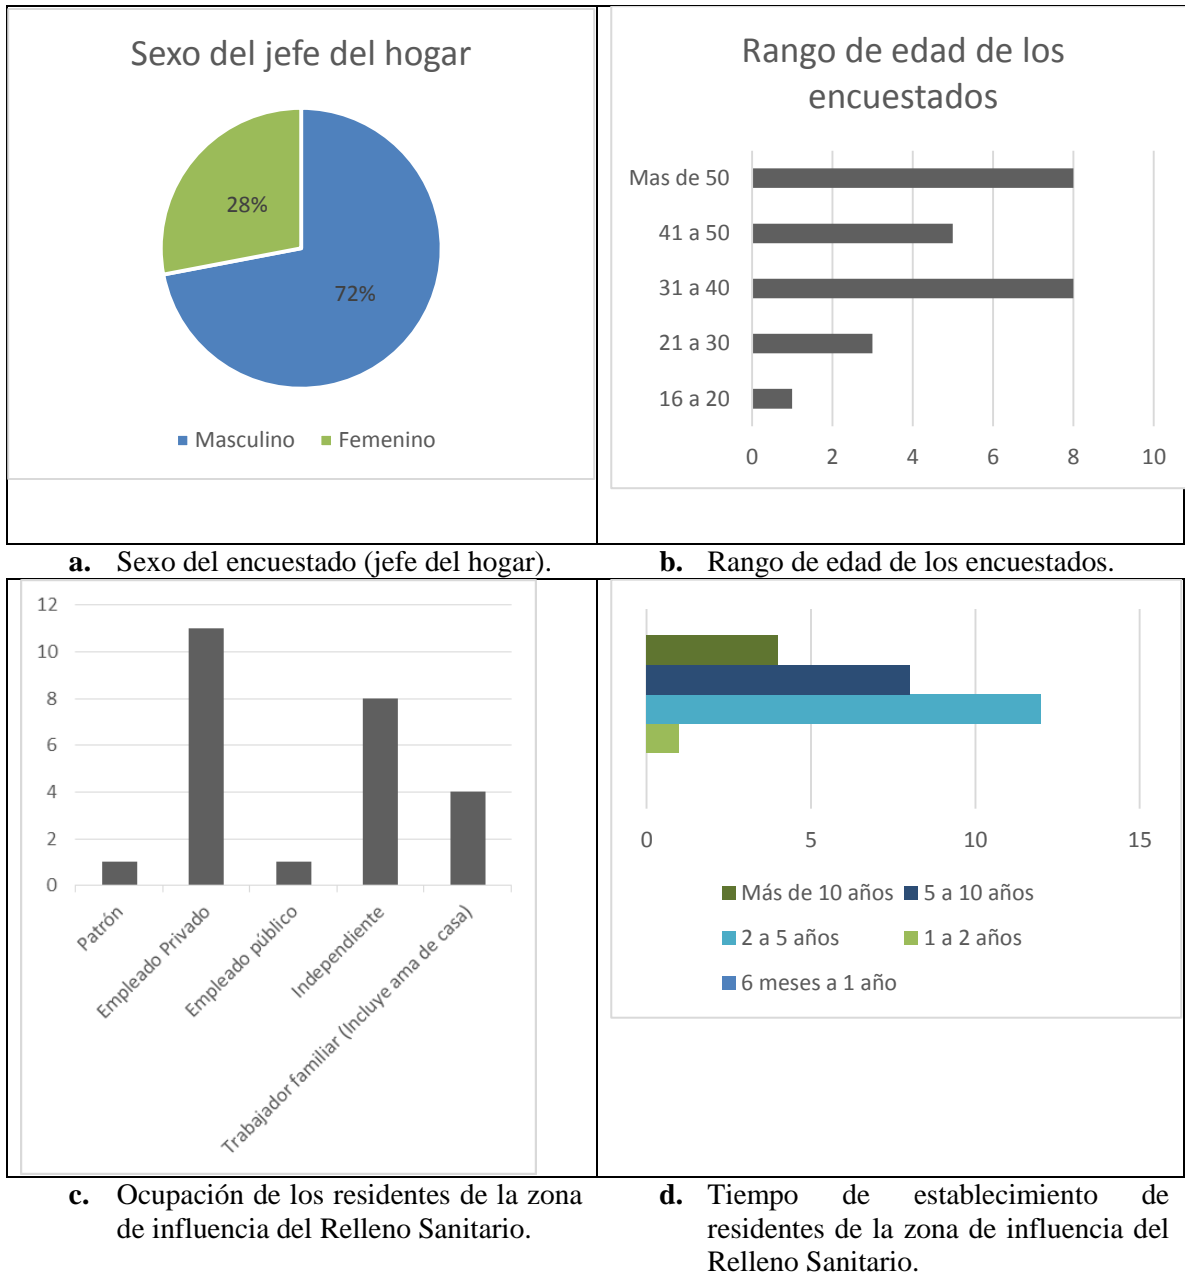 Sexo del jefe del hogar
28%
72%
Masculino Femenino
Rango de edad de los
encuestados
Mas de 50
41 a 50
31 a 40
21 a 30
16 a 20
0 2 4 6 8 10
a. Sexo del encuestado (jefe del hogar).
b. Rango de edad de los encuestados.
12
10
8
6
4
2
0
Patrón
Empleado Privado
Empleado público
Independiente
Trabajador familiar (Incluye ama de casa)
0 5 10 15
Más de 10 años 5 a 10 años
2 a 5 años 1 a 2 años
6 meses a 1 año
c. Ocupación de los residentes de la zona
de influencia del Relleno Sanitario.
d. Tiempo de establecimiento de
residentes de la zona de influencia del
Relleno Sanitario.